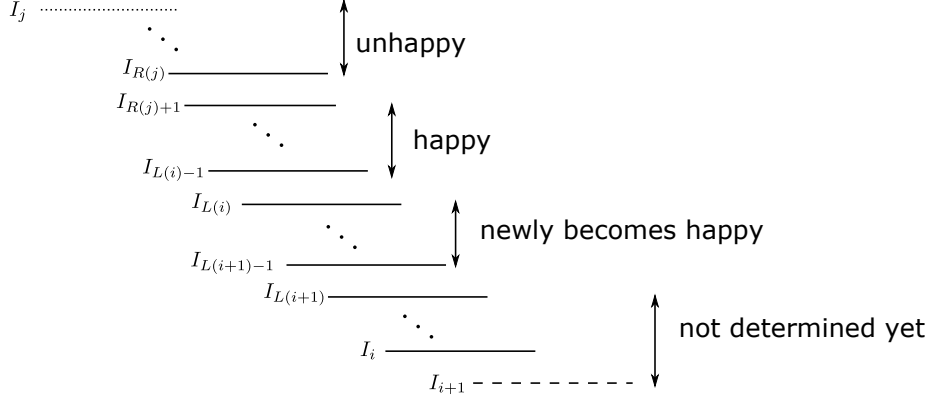 I_j
unhappy
I_{R(j)}
I_{R(j)+1}
happy
I_{L(i)-1}
I_{L(i)}
newly becomes happy
I_{L(i+1)-1}
I_{L(i+1)}
not determined yet
I_i
I_{i+1}